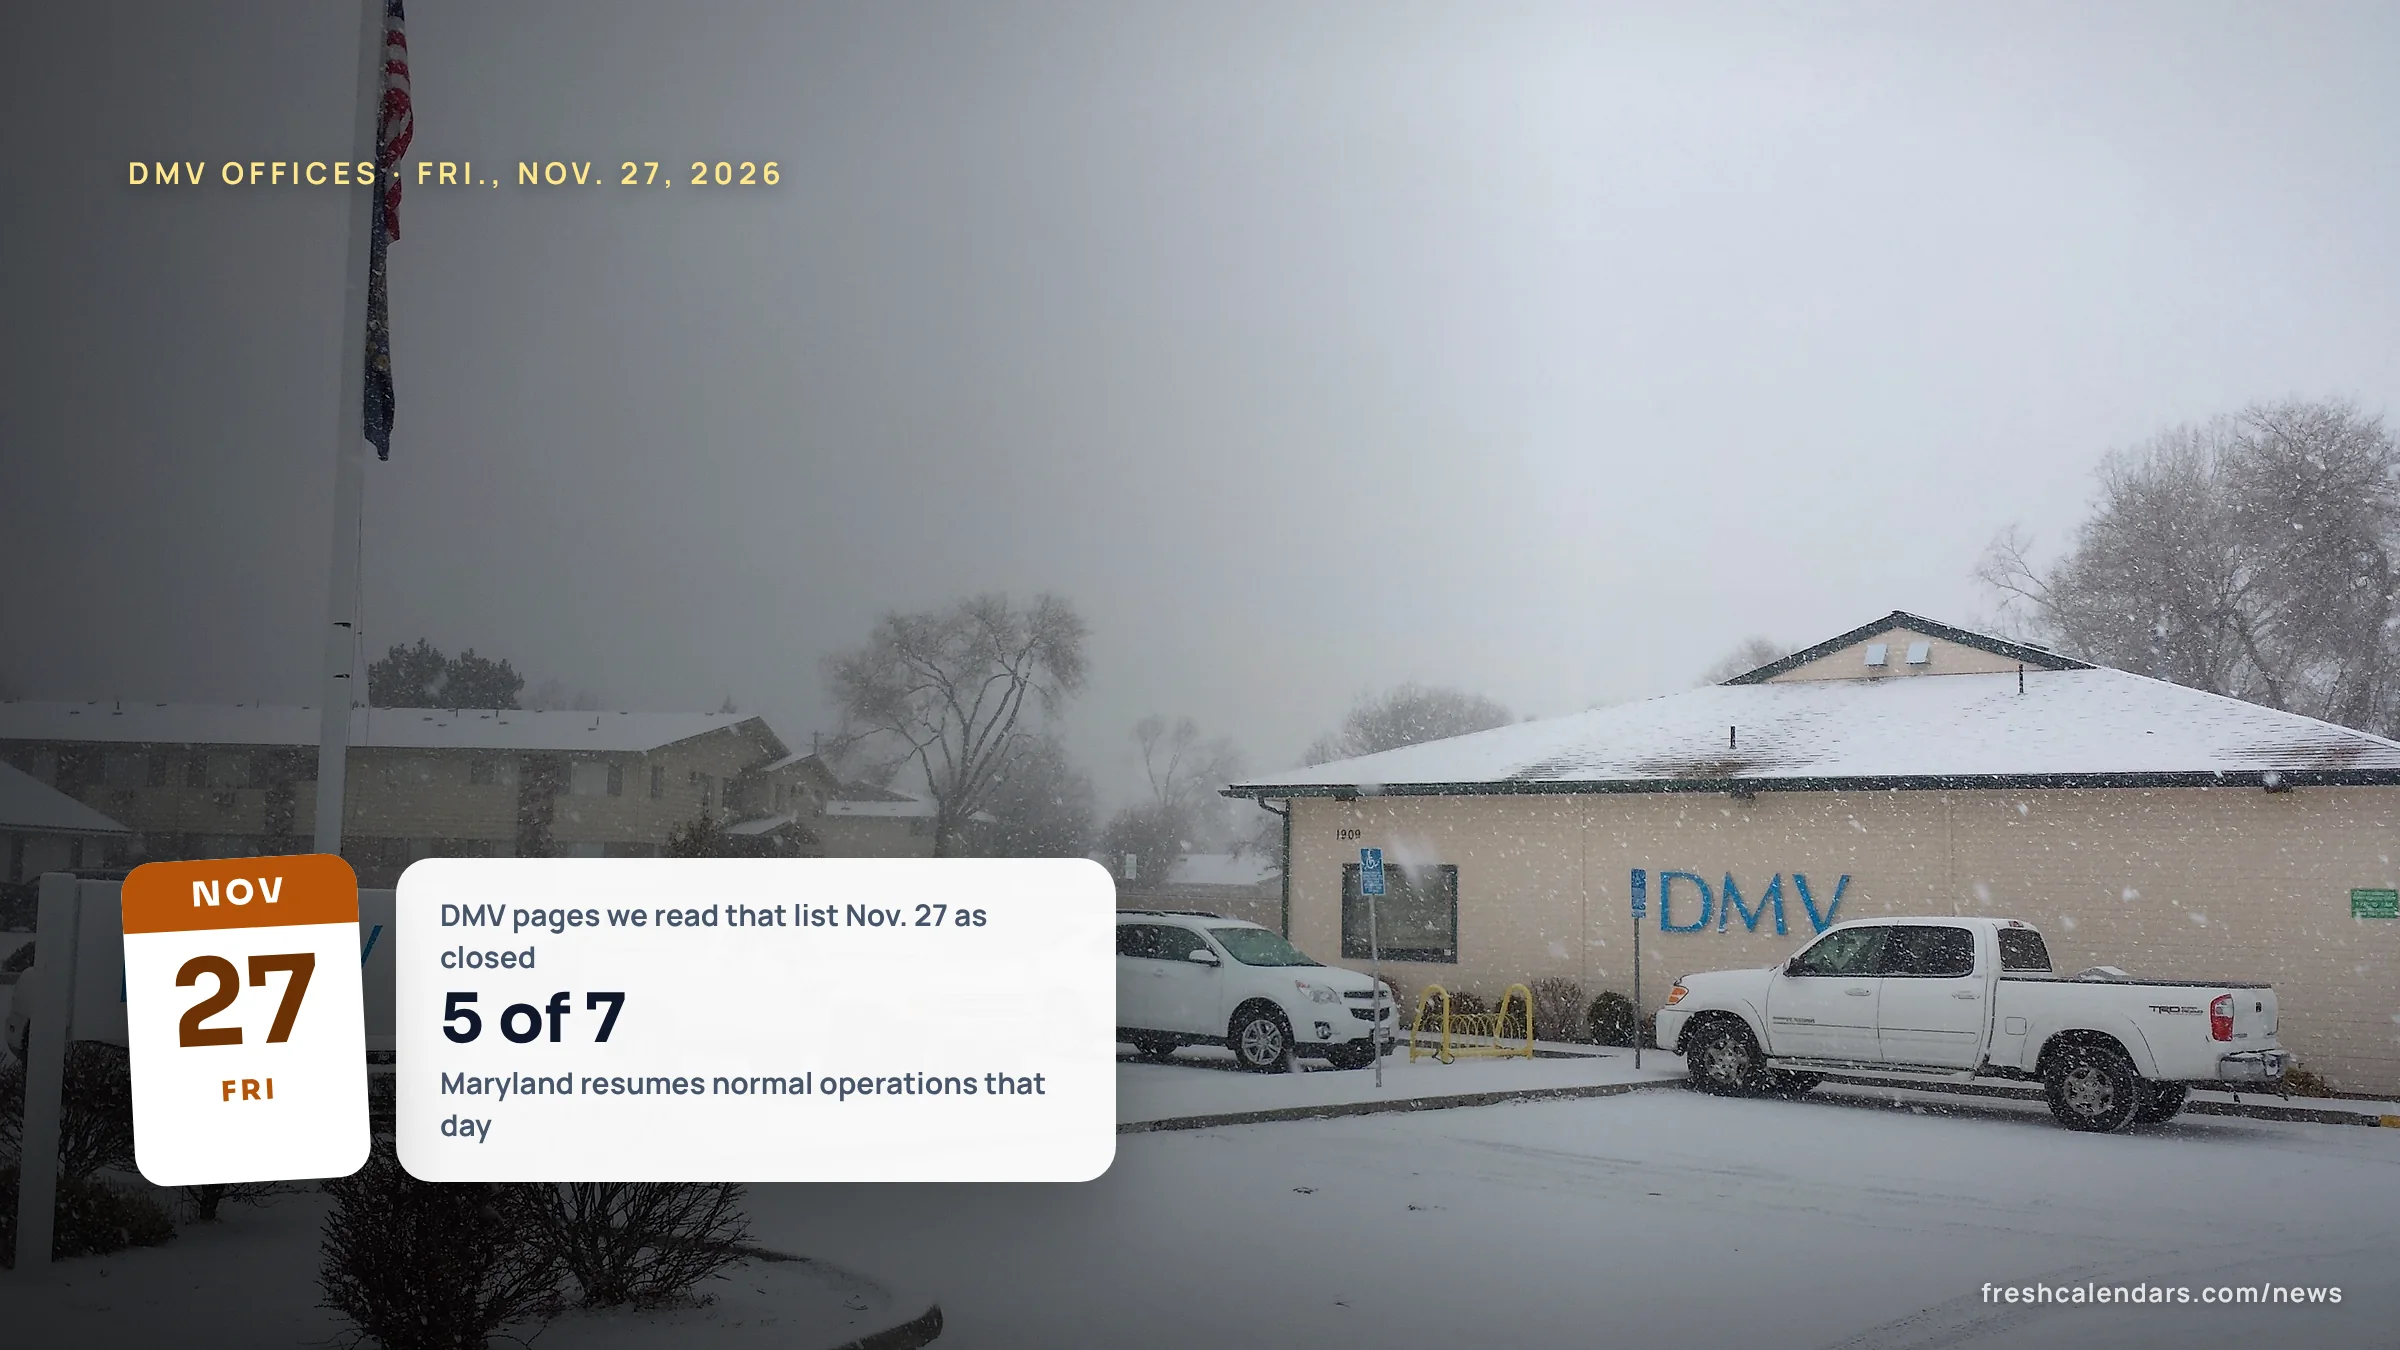 DMV OFFICES · FRI., NOV. 27, 2026
NOV
27
FRI
DMV pages we read that list Nov. 27 as
closed
5 of 7
Maryland resumes normal operations that
day
1909
DMV
TRD
freshcalendars.com/news